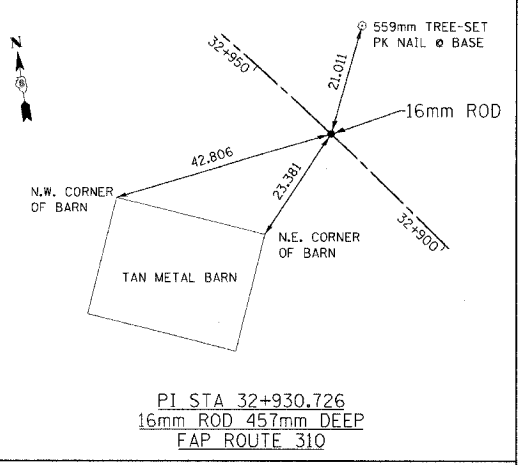 559mm TREE-SET
PK NAIL @ BASE
N
32+950
21.011
16mm ROD
42.806
23.381
N.W. CORNER
OF BARN
32+900
N.E. CORNER
OF BARN
TAN METAL BARN
PI STA 32+930.726
16mm ROD 457mm DEEP
FAP ROUTE 310